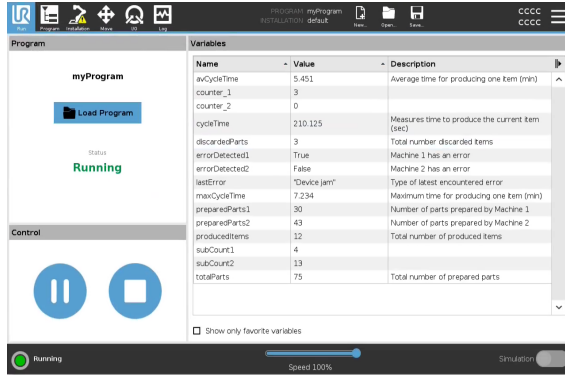 PROGRAM myProgram
INSTALLATION default
CCCC
CCCC
Run
Program
Installation
Move
I/O
Log
New...
Open...
Save...
Program
myProgram
Load Program
Status
Running
Control
Variables
Name Value Description
avCycleTime 5.451 Average time for producing one item (min)
counter_1 3
counter_2 0
cycleTime 210.125 Measures time to produce the current item
(sec)
discardedParts 3 Total number discarded items
errorDetected1 True Machine 1 has an error
errorDetected2 False Machine 2 has an error
lastError "Device jam" Type of latest encountered error
maxCycleTime 7.234 Maximum time for producing one item (min)
preparedParts1 30 Number of parts prepared by Machine 1
preparedParts2 43 Number of parts prepared by Machine 2
producedItems 12 Total number of produced items
subCount1 4
subCount2 13
totalParts 75 Total number of prepared parts
Show only favorite variables
Running
Speed 100%
Simulation